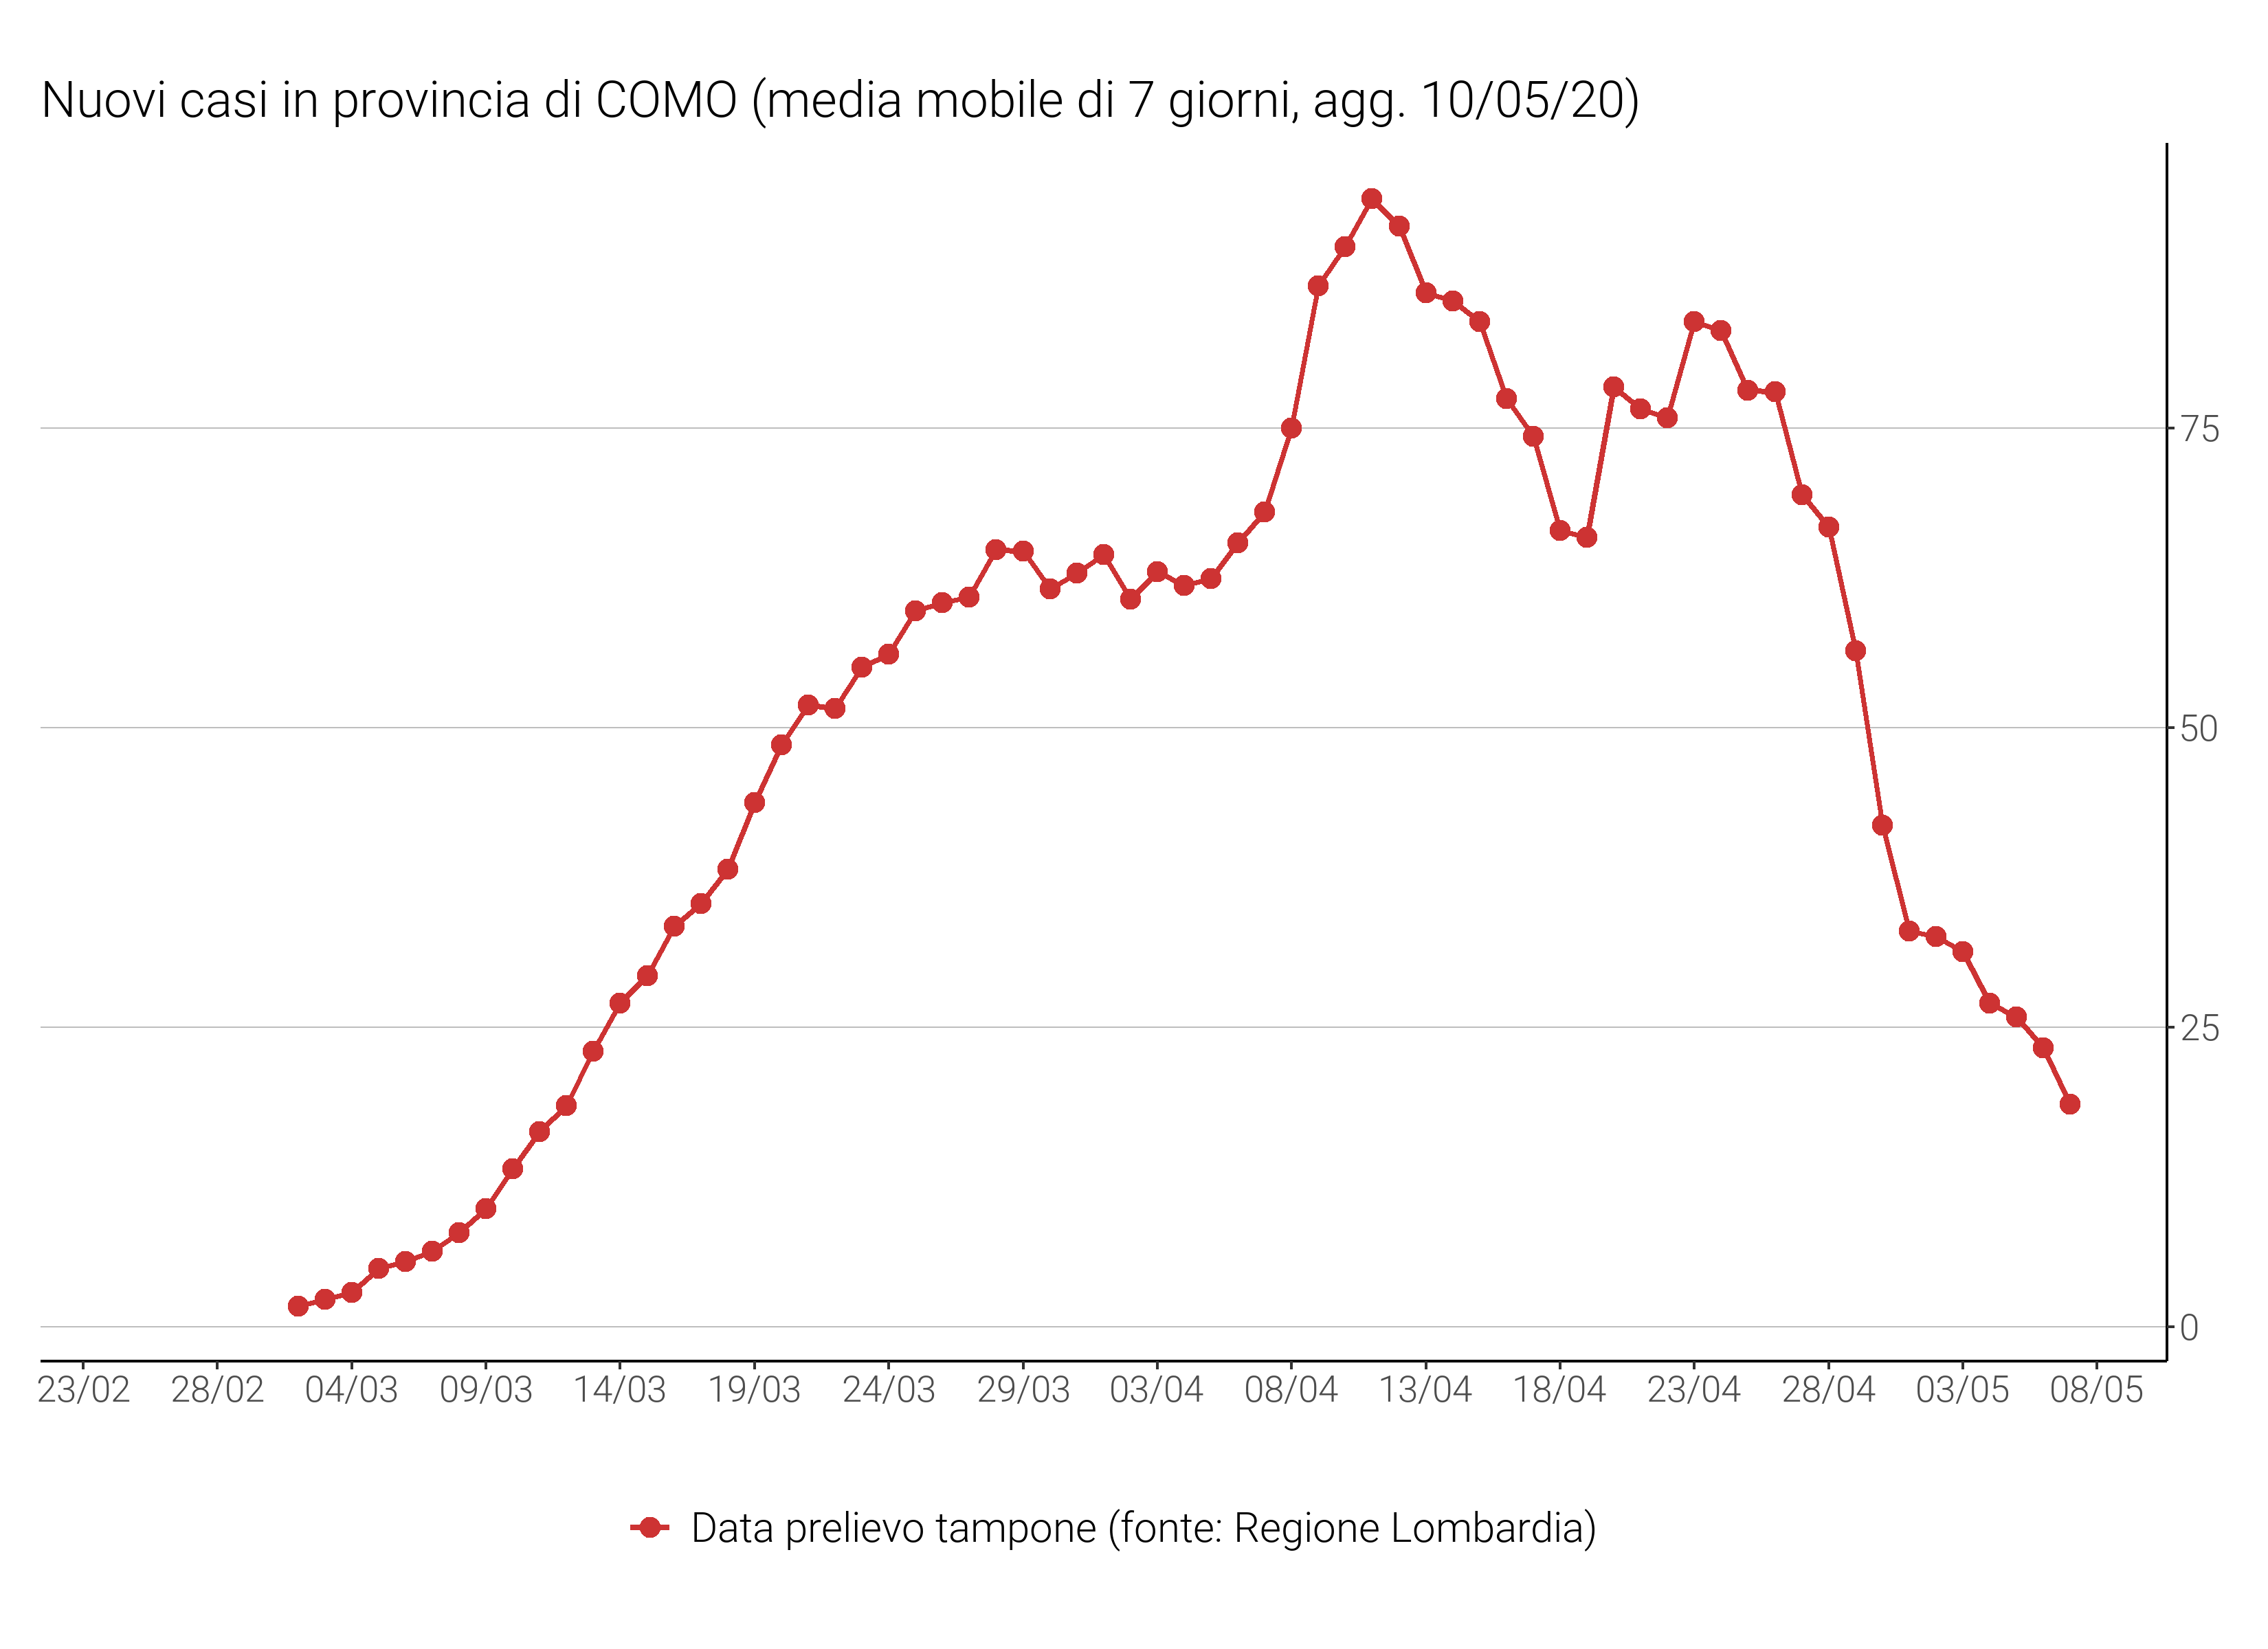 Nuovi casi in provincia di COMO (media mobile di 7 giorni, agg. 10/05/20)
75
50
25
0
23/02 28/02 04/03 09/03 14/03 19/03 24/03 29/03 03/04 08/04 13/04 18/04 23/04 28/04 03/05 08/05
Data prelievo tampone (fonte: Regione Lombardia)